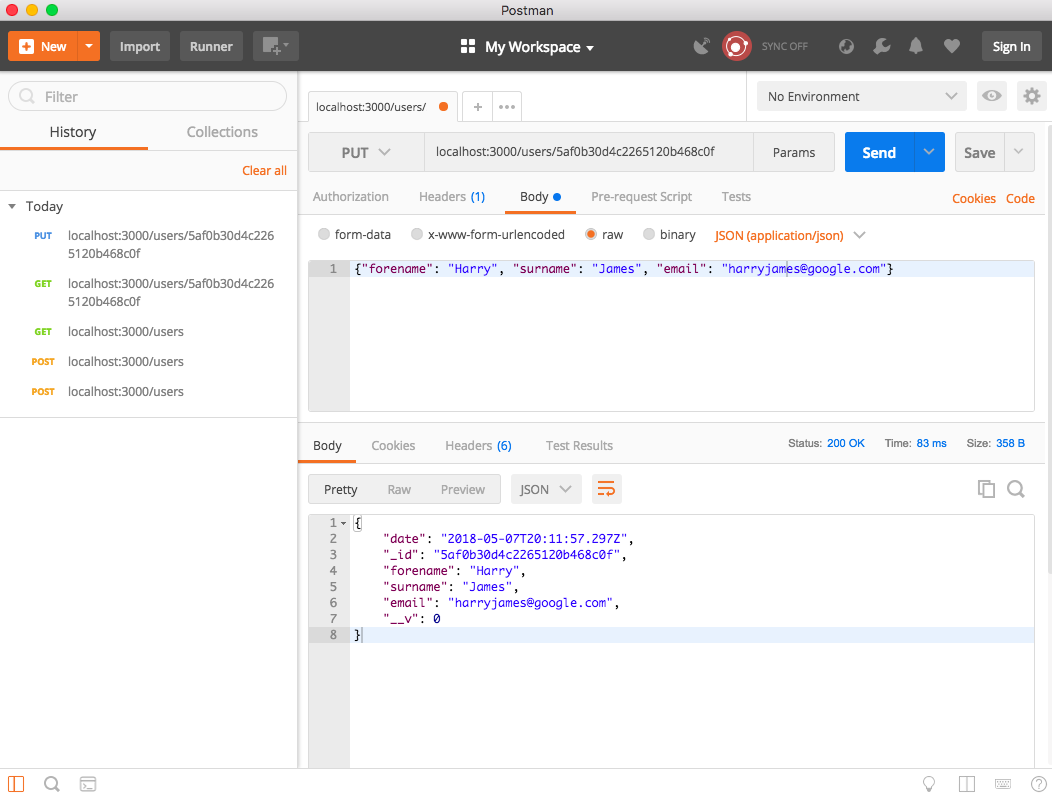 Postman
New
Import
Runner
My Workspace
SYNC OFF
Sign In
Filter
History
Collections
Clear all
Today
PUT localhost:3000/users/5af0b30d4c226
5120b468c0f
GET localhost:3000/users/5af0b30d4c226
5120b468c0f
GET localhost:3000/users
POST localhost:3000/users
POST localhost:3000/users
localhost:3000/users/
No Environment
PUT
localhost:3000/users/5af0b30d4c2265120b468c0f
Params
Send
Save
Authorization
Headers (1)
Body
Pre-request Script
Tests
Cookies
Code
form-data
x-www-form-urlencoded
raw
binary
JSON (application/json)
1 {"forename": "Harry", "surname": "James", "email": "harryjames@google.com"}
Body
Cookies
Headers (6)
Test Results
Status: 200 OK
Time: 83 ms
Size: 358 B
Pretty
Raw
Preview
JSON
1 {
2 "date": "2018-05-07T20:11:57.297Z",
3 "_id": "5af0b30d4c2265120b468c0f",
4 "forename": "Harry",
5 "surname": "James",
6 "email": "harryjames@google.com",
7 "__v": 0
8 }